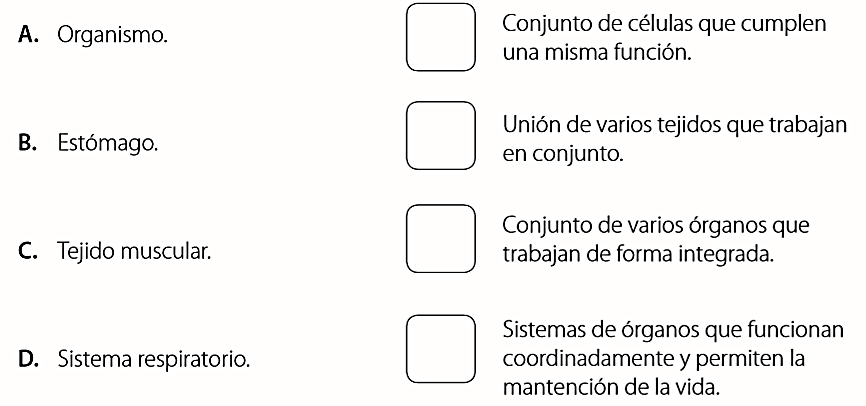 A. Organismo.
Conjunto de células que cumplen
una misma función.
B. Estómago.
Unión de varios tejidos que trabajan
en conjunto.
C. Tejido muscular.
Conjunto de varios órganos que
trabajan de forma integrada.
D. Sistema respiratorio.
Sistemas de órganos que funcionan
coordinadamente y permiten la
mantención de la vida.